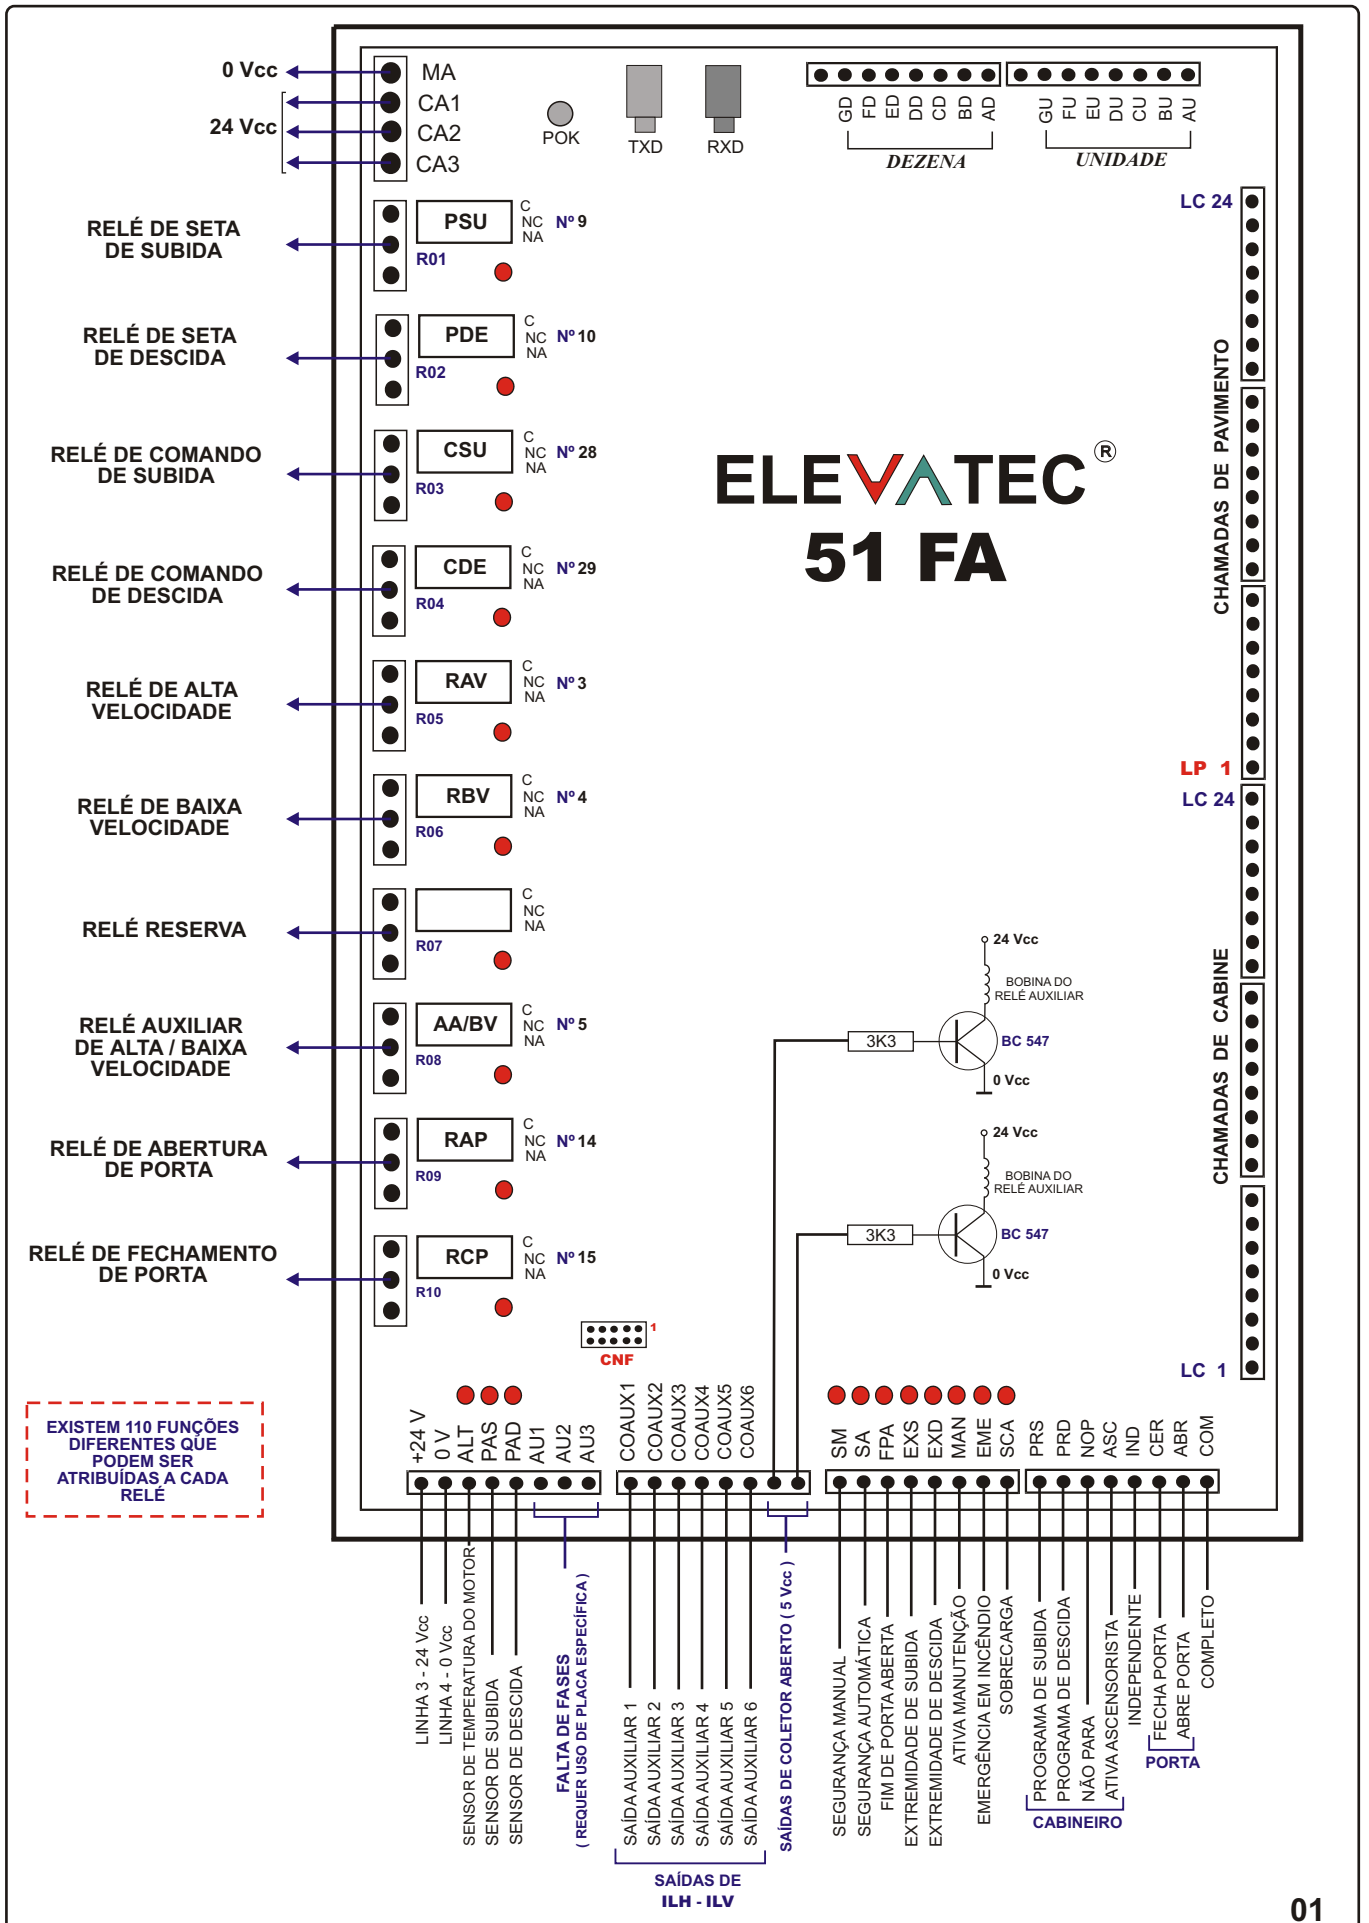 0 Vcc
24 Vcc
MA
CA1
CA2
CA3
POK
TXD
RXD
GD
FD
ED
DD
CD
BD
AD
DEZENA
GU
FU
EU
DU
CU
BU
AU
UNIDADE
RELÉ DE SETA
DE SUBIDA
PSU
R01
C
NC
NA
Nº 9
RELÉ DE SETA
DE DESCIDA
PDE
R02
C
NC
NA
Nº 10
RELÉ DE COMANDO
DE SUBIDA
CSU
R03
C
NC
NA
Nº 28
RELÉ DE COMANDO
DE DESCIDA
CDE
R04
C
NC
NA
Nº 29
RELÉ DE ALTA
VELOCIDADE
RAV
R05
C
NC
NA
Nº 3
RELÉ DE BAIXA
VELOCIDADE
RBV
R06
C
NC
NA
Nº 4
RELÉ RESERVA
R07
C
NC
NA
RELÉ AUXILIAR
DE ALTA / BAIXA
VELOCIDADE
AA/BV
R08
C
NC
NA
Nº 5
RELÉ DE ABERTURA
DE PORTA
RAP
R09
C
NC
NA
Nº 14
RELÉ DE FECHAMENTO
DE PORTA
RCP
R10
C
NC
NA
Nº 15
ELEVATEC ®
51 FA
LC 24
CHAMADAS DE PAVIMENTO
LP 1
LC 24
CHAMADAS DE CABINE
LC 1
24 Vcc
BOBINA DO
RELÉ AUXILIAR
3K3
BC 547
0 Vcc
24 Vcc
BOBINA DO
RELÉ AUXILIAR
3K3
BC 547
0 Vcc
1
CNF
EXISTEM 110 FUNÇÕES
DIFERENTES QUE
PODEM SER
ATRIBUÍDAS A CADA
RELÉ
+24 V
0 V
ALT
PAS
PAD
AU1
AU2
AU3
COAUX1
COAUX2
COAUX3
COAUX4
COAUX5
COAUX6
SM
SA
FPA
EXS
EXD
MAN
EME
SCA
PRS
PRD
NOP
ASC
IND
CER
ABR
COM
LINHA 3 - 24 Vcc
LINHA 4 - 0 Vcc
SENSOR DE TEMPERATURA DO MOTOR
SENSOR DE SUBIDA
SENSOR DE DESCIDA
FALTA DE FASES
( REQUER USO DE PLACA ESPECÍFICA )
SAÍDA AUXILIAR 1
SAÍDA AUXILIAR 2
SAÍDA AUXILIAR 3
SAÍDA AUXILIAR 4
SAÍDA AUXILIAR 5
SAÍDA AUXILIAR 6
SAÍDAS DE
ILH - ILV
SAÍDAS DE COLETOR ABERTO ( 5 Vcc )
SEGURANÇA MANUAL
SEGURANÇA AUTOMÁTICA
FIM DE PORTA ABERTA
EXTREMIDADE DE SUBIDA
EXTREMIDADE DE DESCIDA
ATIVA MANUTENÇÃO
EMERGÊNCIA EM INCÊNDIO
SOBRECARGA
PROGRAMA DE SUBIDA
PROGRAMA DE DESCIDA
NÃO PARA
ATIVA ASCENSORISTA
CABINEIRO
INDEPENDENTE
FECHA PORTA
ABRE PORTA
PORTA
COMPLETO
01